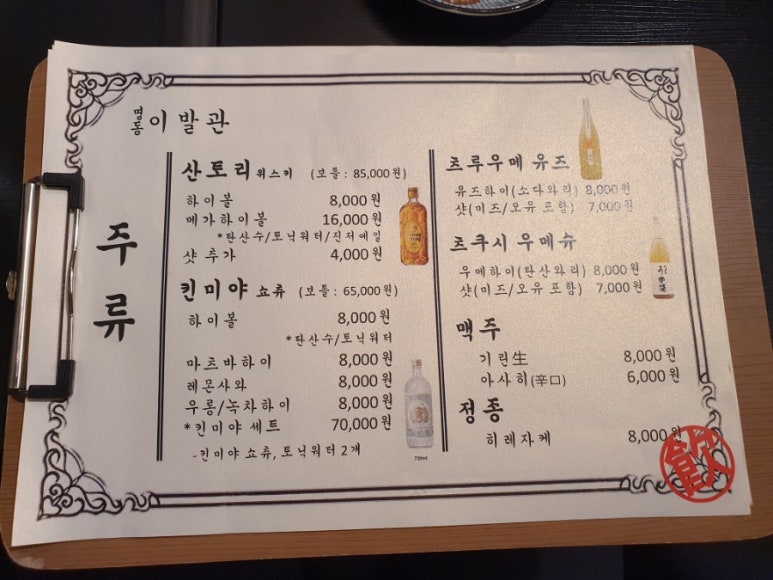 명동 이발관
주류
산토리 위스키 (보틀 : 85,000원)
하이볼 8,000원
메가하이볼 16,000원
*탄산수/토닉워터/진저에일
샷 추가 4,000원
킨미야 쇼츄 (보틀 : 65,000원)
하이볼 8,000원
*탄산수/토닉워터
마츠바하이 8,000원
레몬사와 8,000원
우롱/녹차하이 8,000원
*킨미야 세트 70,000원
-킨미야 쇼츄, 토닉워터 2개
720ml
츠루우메 유즈
유즈하이(소다와리) 8,000원
샷(미즈/오유 포함) 7,000원
츠쿠시 우메슈
우메하이(탄산와리) 8,000원
샷(미즈/오유 포함) 7,000원
맥주
기린生 8,000원
아사히(辛口) 6,000원
정종
히레자케 8,000원
飮